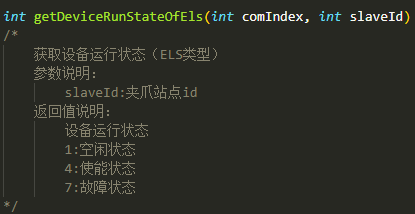 int getDeviceRunStateOfEls(int comIndex, int slaveId)
/*
获取设备运行状态（ELS类型）
参数说明：
slaveId:夹爪站点id
返回值说明：
设备运行状态
1:空闲状态
4:使能状态
7:故障状态
*/